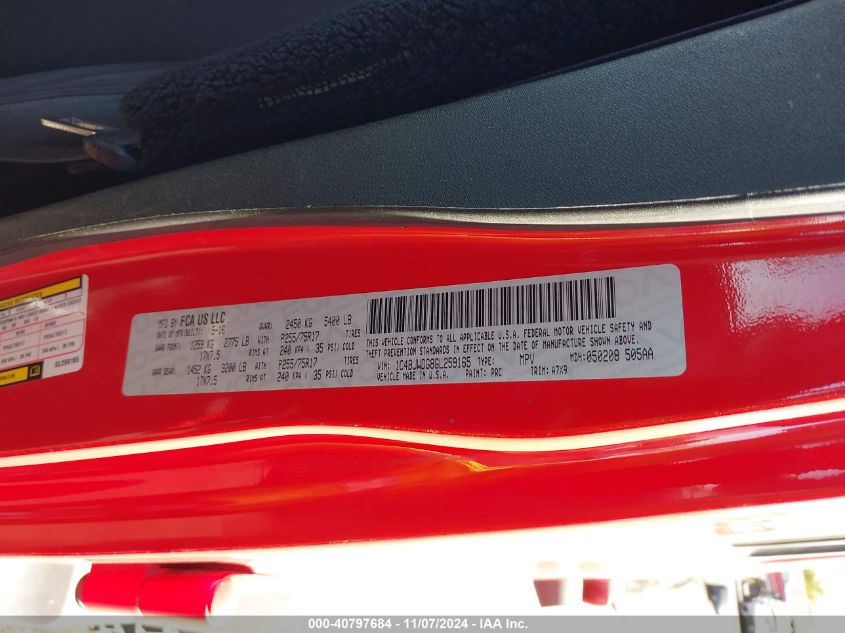 MFD BY FCA US LLC
DATE OF MFR(BUILT): 5-16
GVWR: 2450 KG 5400 LB
GAWR FRONT: 1259 KG 2775 LB WITH P255/75R17 TIRES
17X7.5 RIMS AT 240 KPA ( 35 PSI) COLD
GAWR REAR: 1452 KG 3200 LB WITH P255/75R17 TIRES
17X7.5 RIMS AT 240 KPA ( 35 PSI) COLD
THIS VEHICLE CONFORMS TO ALL APPLICABLE U.S.A. FEDERAL MOTOR VEHICLE SAFETY AND
THEFT PREVENTION STANDARDS IN EFFECT ON THE DATE OF MANUFACTURE SHOWN ABOVE.
VIN: 1C4BJWDG8GL259165 TYPE: MPV MDH:050208 505AA
VEHICLE MADE IN U.S.A. PAINT: PRC TRIM: A7X9
GL259165
000-40797684 - 11/07/2024 - IAA Inc.